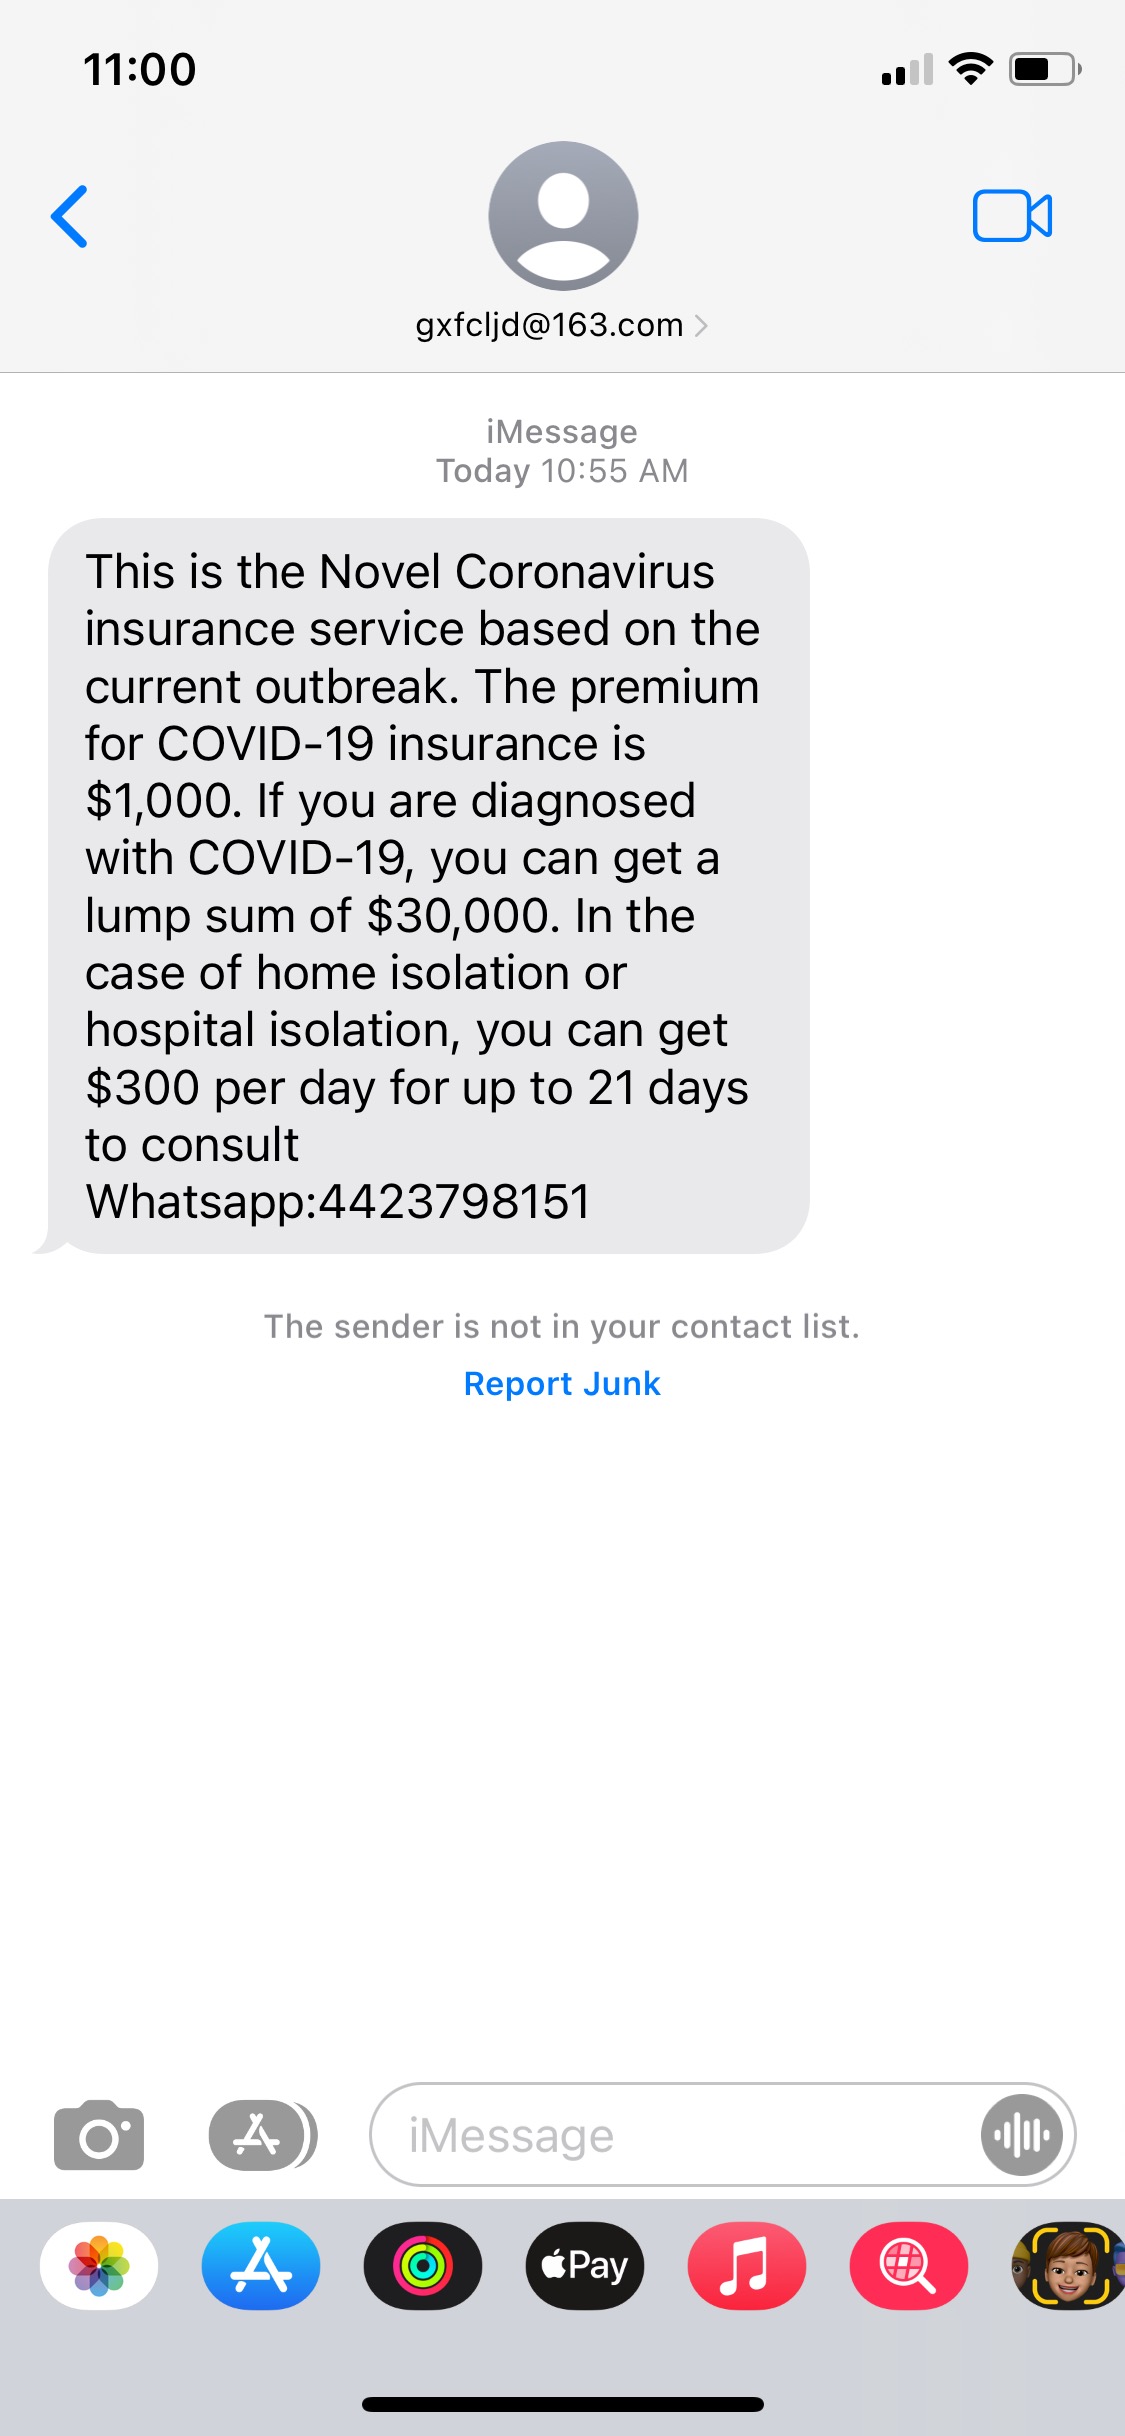 11:00
gxfcljd@163.com
iMessage
Today 10:55 AM
This is the Novel Coronavirus
insurance service based on the
current outbreak. The premium
for COVID-19 insurance is
$1,000. If you are diagnosed
with COVID-19, you can get a
lump sum of $30,000. In the
case of home isolation or
hospital isolation, you can get
$300 per day for up to 21 days
to consult
Whatsapp:4423798151
The sender is not in your contact list.
Report Junk
iMessage
Pay